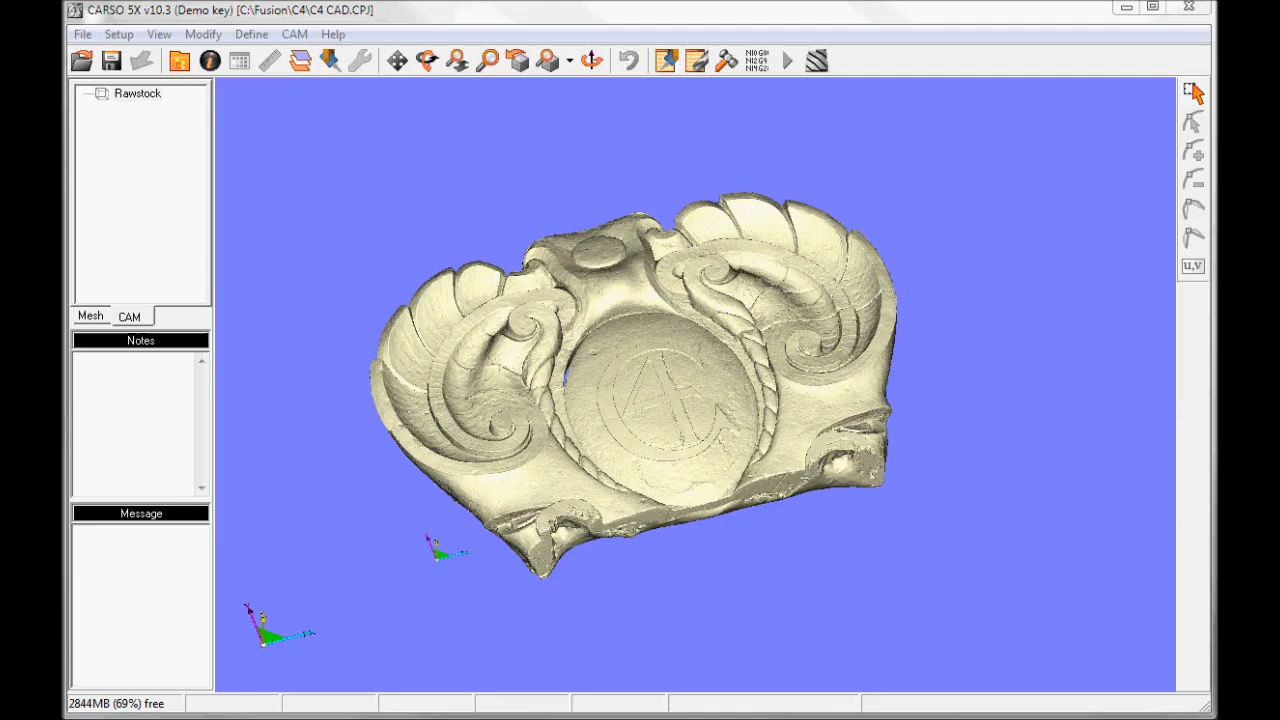 CARSO 5X v10.3 (Demo key) [C:\Fusion\C4\C4 CAD.CPJ]
File Setup View Modify Define CAM Help
Rawstock
Mesh CAM
Notes
Message
u,v
2844MB (69%) free